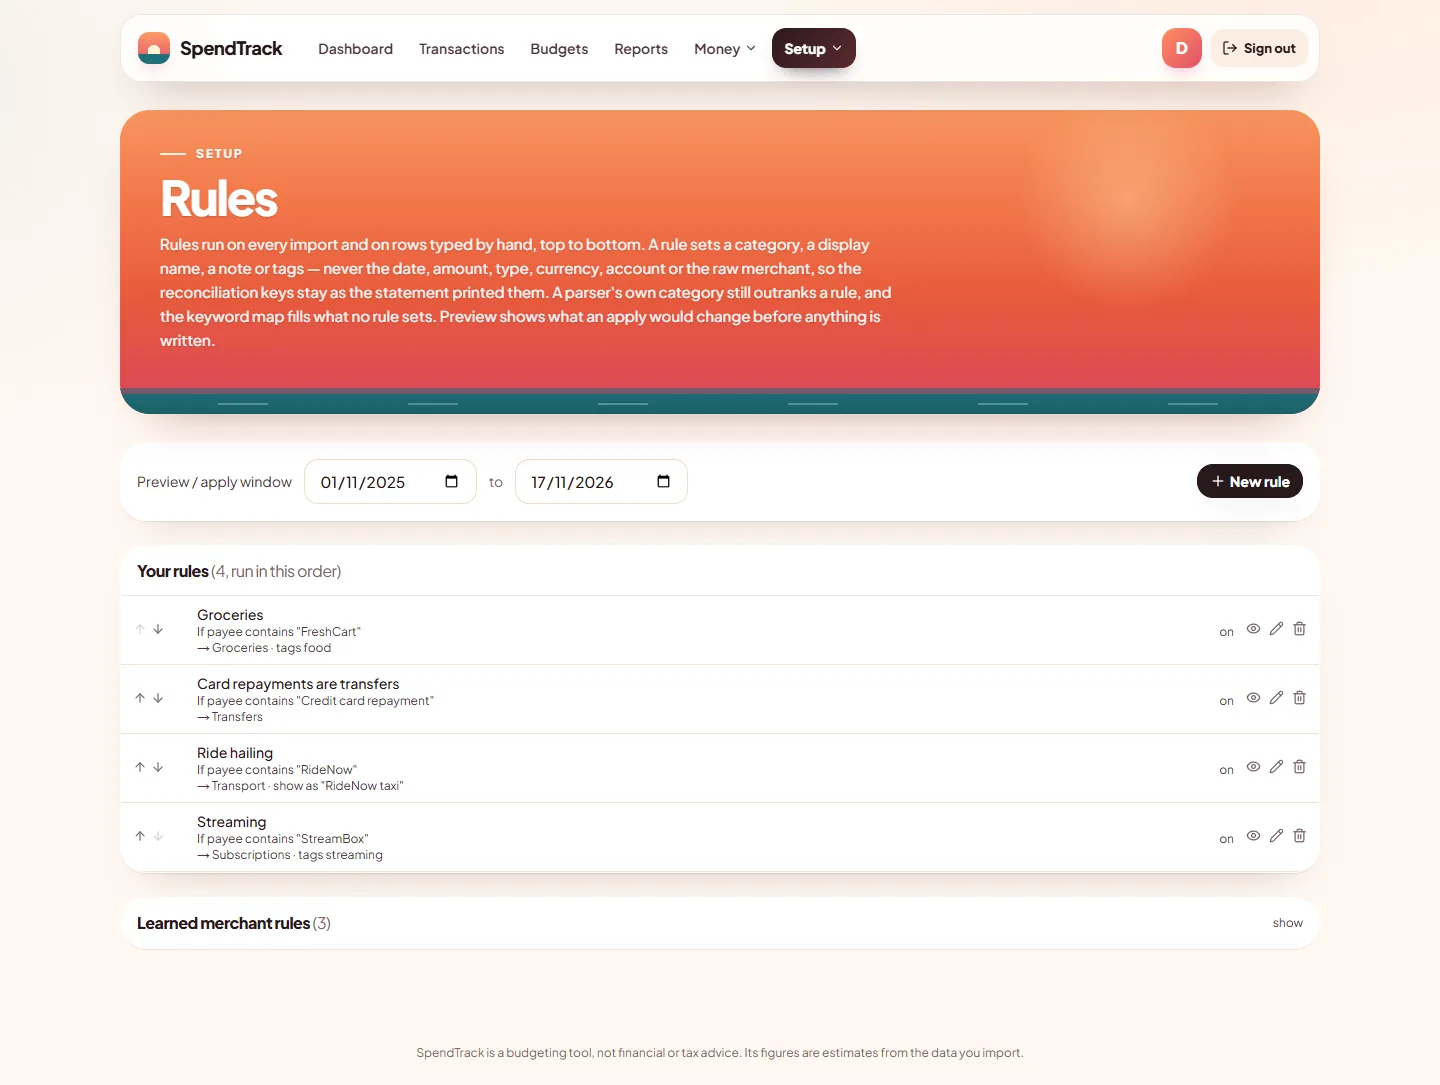 SpendTrack
Dashboard
Transactions
Budgets
Reports
Money
Setup
D
Sign out
SETUP
Rules
Rules run on every import and on rows typed by hand, top to bottom. A rule sets a category, a display
name, a note or tags — never the date, amount, type, currency, account or the raw merchant, so the
reconciliation keys stay as the statement printed them. A parser's own category still outranks a rule, and
the keyword map fills what no rule sets. Preview shows what an apply would change before anything is
written.
Preview / apply window
01/11/2025
to
17/11/2026
+ New rule
Your rules (4, run in this order)
Groceries
If payee contains "FreshCart"
→ Groceries · tags food
on
Card repayments are transfers
If payee contains "Credit card repayment"
→ Transfers
on
Ride hailing
If payee contains "RideNow"
→ Transport · show as "RideNow taxi"
on
Streaming
If payee contains "StreamBox"
→ Subscriptions · tags streaming
on
Learned merchant rules (3)
show
SpendTrack is a budgeting tool, not financial or tax advice. Its figures are estimates from the data you import.